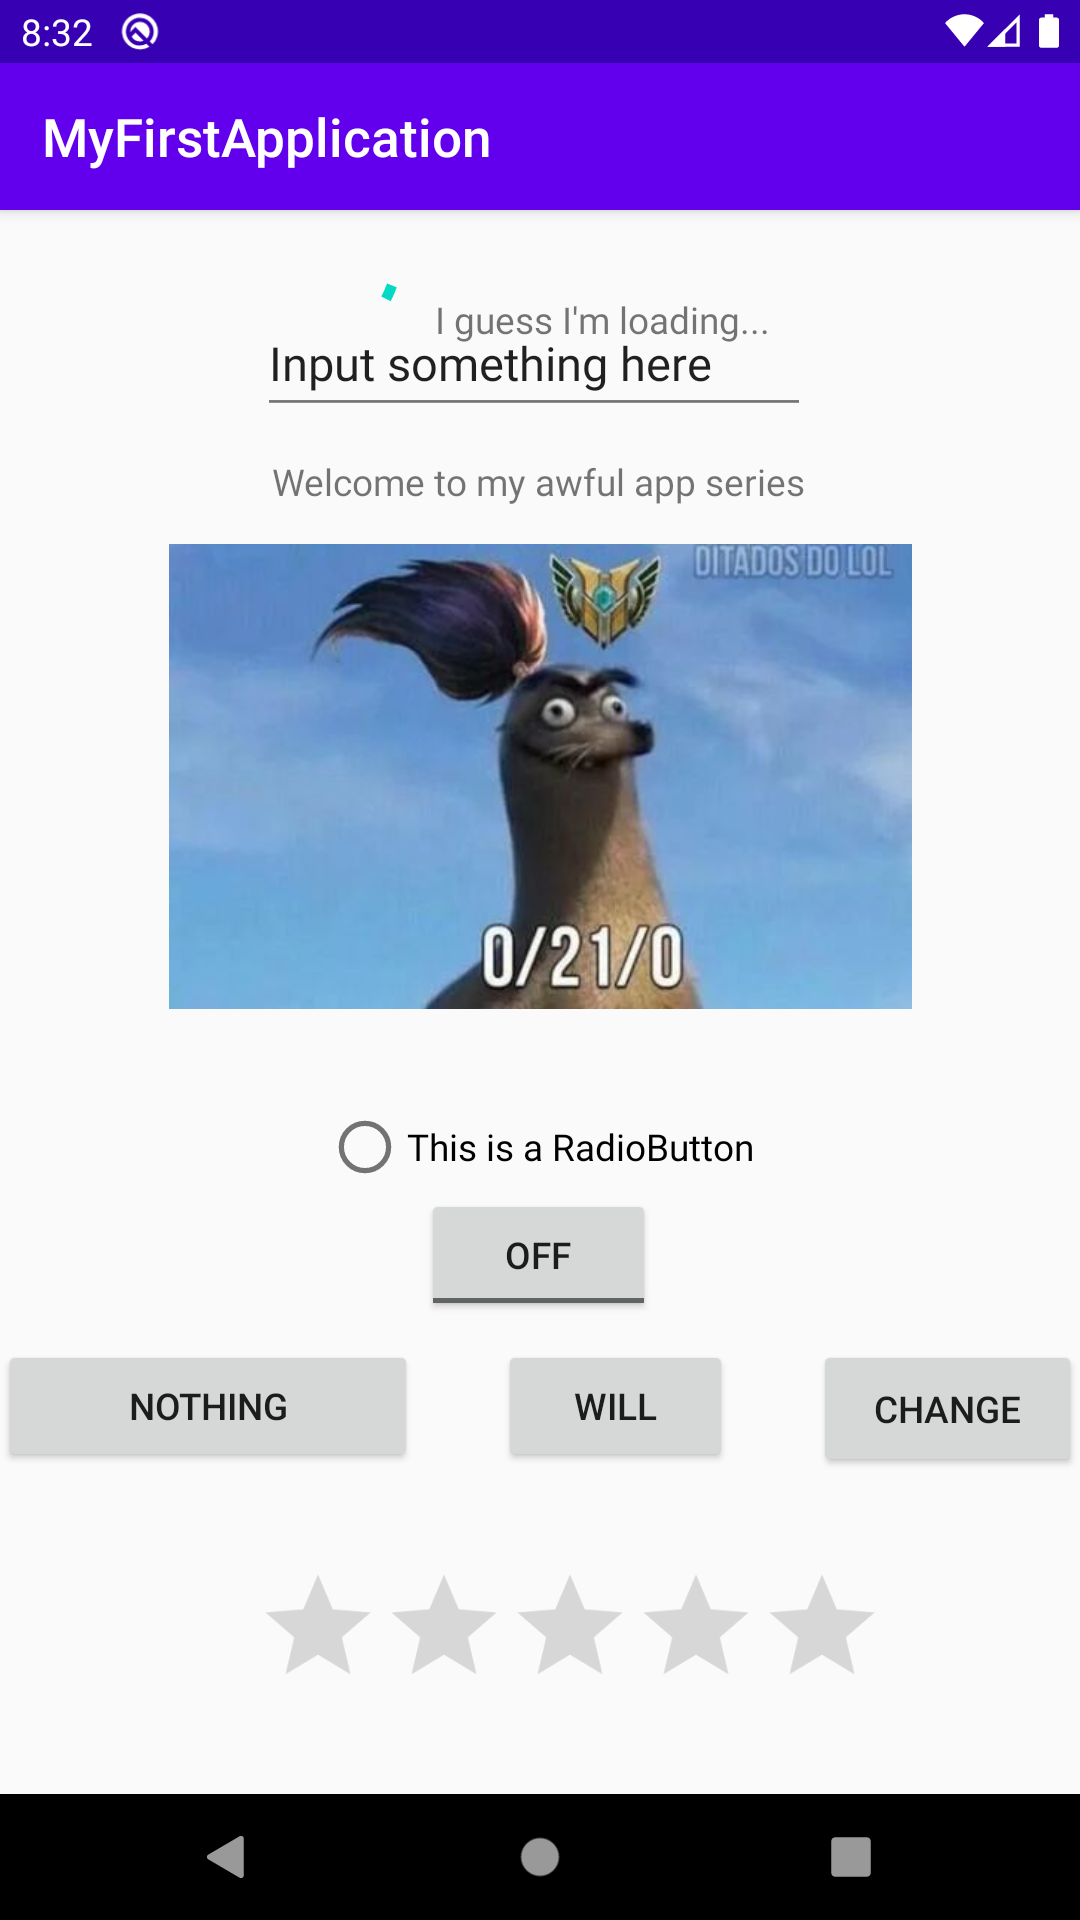 8:32
MyFirstApplication
I guess I'm loading...
Input something here
Welcome to my awful app series
DITADOS DO LOL
0/21/0
This is a RadioButton
OFF
NOTHING WILL CHANGE